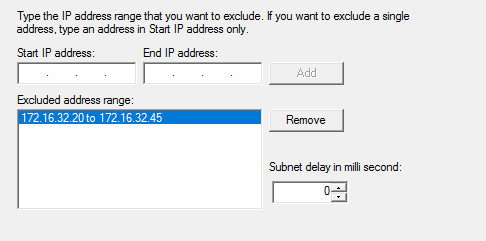 Type the IP address range that you want to exclude. If you want to exclude a single
address, type an address in Start IP address only.
Start IP address: End IP address:
. . . . . . Add
Excluded address range:
172.16.32.20 to 172.16.32.45
Remove
Subnet delay in milli second:
0